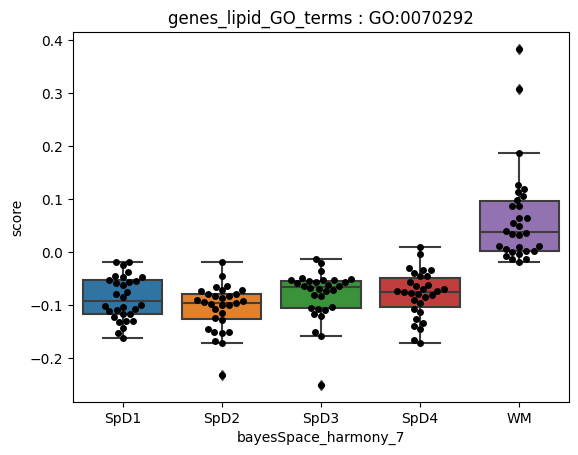 genes_lipid_GO_terms : GO:0070292
0.4
0.3
0.2
0.1
0.0
−0.1
−0.2
score
SpD1 SpD2 SpD3 SpD4 WM
bayesSpace_harmony_7